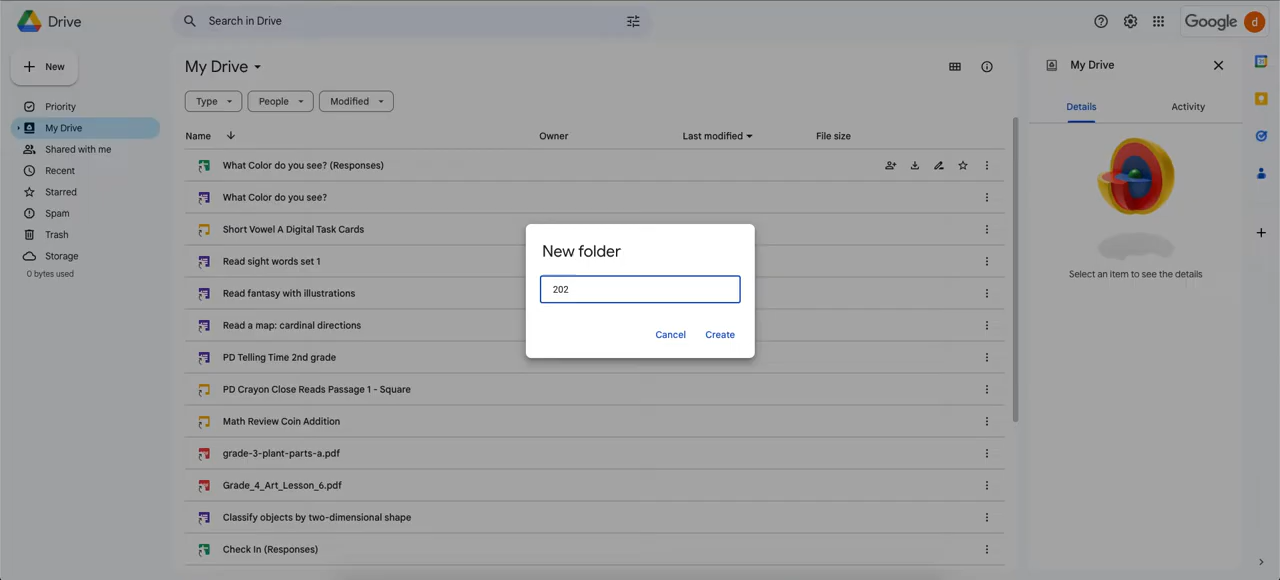 Drive
Search in Drive
Google
d
New
Priority
My Drive
Shared with me
Recent
Starred
Spam
Trash
Storage
0 bytes used
My Drive
Type
People
Modified
Name
Owner
Last modified
File size
What Color do you see? (Responses)
What Color do you see?
Short Vowel A Digital Task Cards
Read sight words set 1
Read fantasy with illustrations
Read a map: cardinal directions
PD Telling Time 2nd grade
PD Crayon Close Reads Passage 1 - Square
Math Review Coin Addition
grade-3-plant-parts-a.pdf
Grade_4_Art_Lesson_6.pdf
Classify objects by two-dimensional shape
Check In (Responses)
New folder
202
Cancel
Create
My Drive
Details
Activity
Select an item to see the details